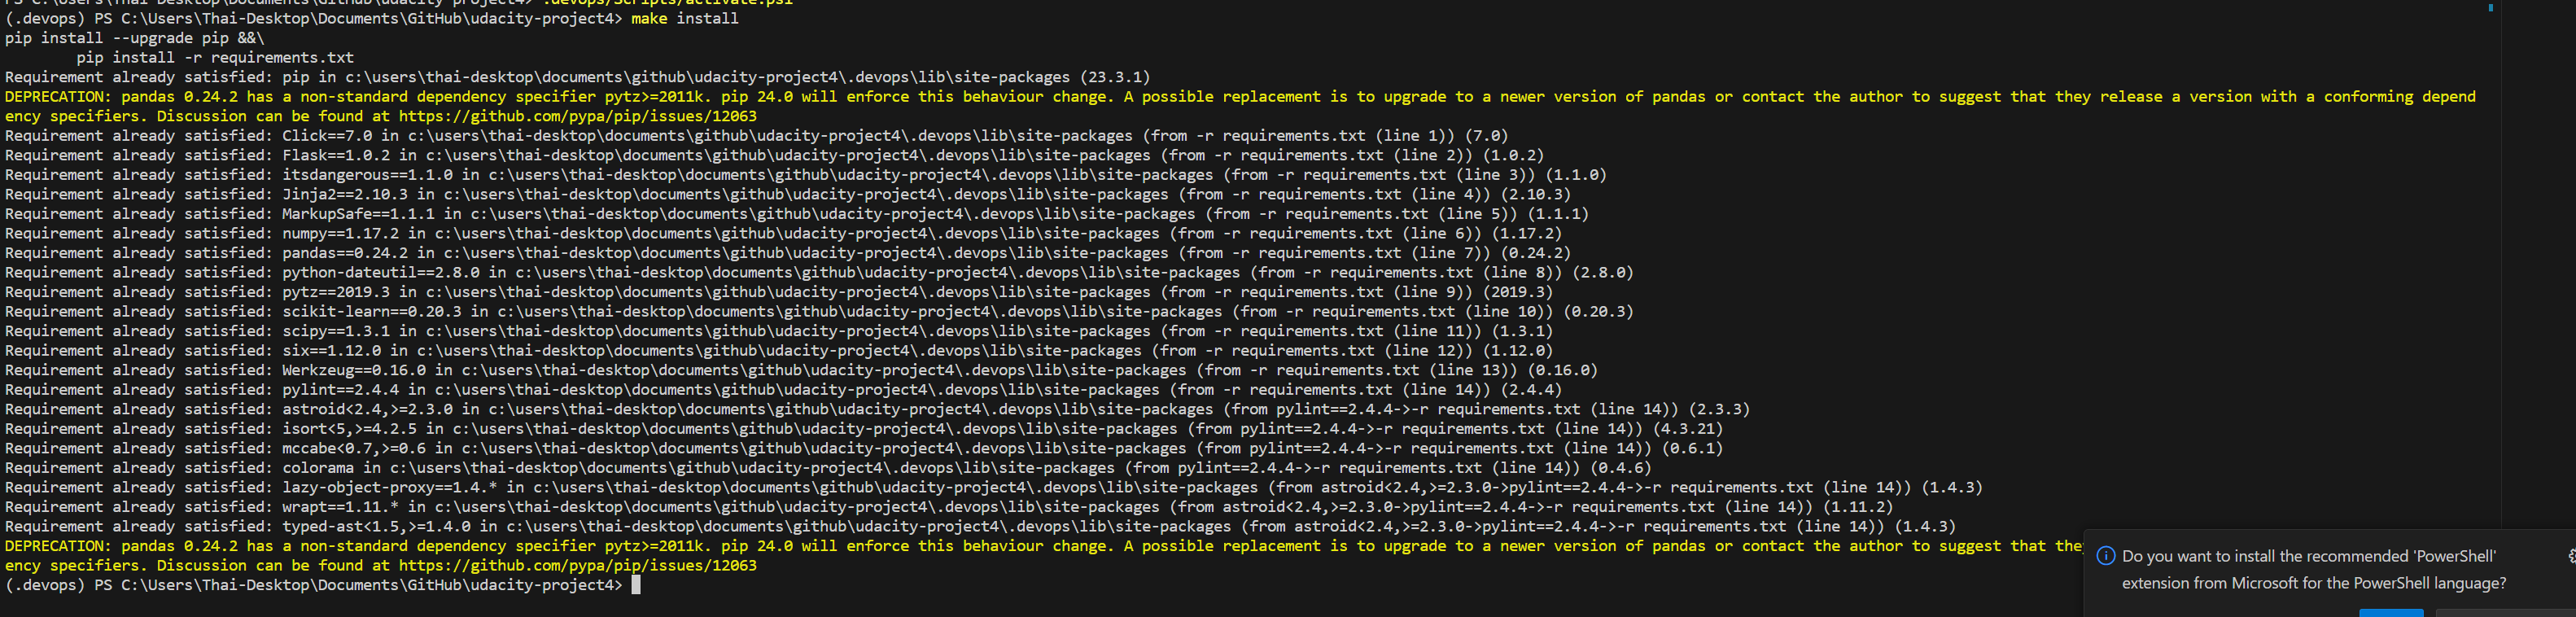 PS C:\Users\Thai-Desktop\Documents\GitHub\udacity-project4> .devops/Scripts/activate.ps1
(.devops) PS C:\Users\Thai-Desktop\Documents\GitHub\udacity-project4> make install
pip install --upgrade pip &&\
        pip install -r requirements.txt
Requirement already satisfied: pip in c:\users\thai-desktop\documents\github\udacity-project4\.devops\lib\site-packages (23.3.1)
DEPRECATION: pandas 0.24.2 has a non-standard dependency specifier pytz>=2011k. pip 24.0 will enforce this behaviour change. A possible replacement is to upgrade to a newer version of pandas or contact the author to suggest that they release a version with a conforming depend
ency specifiers. Discussion can be found at https://github.com/pypa/pip/issues/12063
Requirement already satisfied: Click==7.0 in c:\users\thai-desktop\documents\github\udacity-project4\.devops\lib\site-packages (from -r requirements.txt (line 1)) (7.0)
Requirement already satisfied: Flask==1.0.2 in c:\users\thai-desktop\documents\github\udacity-project4\.devops\lib\site-packages (from -r requirements.txt (line 2)) (1.0.2)
Requirement already satisfied: itsdangerous==1.1.0 in c:\users\thai-desktop\documents\github\udacity-project4\.devops\lib\site-packages (from -r requirements.txt (line 3)) (1.1.0)
Requirement already satisfied: Jinja2==2.10.3 in c:\users\thai-desktop\documents\github\udacity-project4\.devops\lib\site-packages (from -r requirements.txt (line 4)) (2.10.3)
Requirement already satisfied: MarkupSafe==1.1.1 in c:\users\thai-desktop\documents\github\udacity-project4\.devops\lib\site-packages (from -r requirements.txt (line 5)) (1.1.1)
Requirement already satisfied: numpy==1.17.2 in c:\users\thai-desktop\documents\github\udacity-project4\.devops\lib\site-packages (from -r requirements.txt (line 6)) (1.17.2)
Requirement already satisfied: pandas==0.24.2 in c:\users\thai-desktop\documents\github\udacity-project4\.devops\lib\site-packages (from -r requirements.txt (line 7)) (0.24.2)
Requirement already satisfied: python-dateutil==2.8.0 in c:\users\thai-desktop\documents\github\udacity-project4\.devops\lib\site-packages (from -r requirements.txt (line 8)) (2.8.0)
Requirement already satisfied: pytz==2019.3 in c:\users\thai-desktop\documents\github\udacity-project4\.devops\lib\site-packages (from -r requirements.txt (line 9)) (2019.3)
Requirement already satisfied: scikit-learn==0.20.3 in c:\users\thai-desktop\documents\github\udacity-project4\.devops\lib\site-packages (from -r requirements.txt (line 10)) (0.20.3)
Requirement already satisfied: scipy==1.3.1 in c:\users\thai-desktop\documents\github\udacity-project4\.devops\lib\site-packages (from -r requirements.txt (line 11)) (1.3.1)
Requirement already satisfied: six==1.12.0 in c:\users\thai-desktop\documents\github\udacity-project4\.devops\lib\site-packages (from -r requirements.txt (line 12)) (1.12.0)
Requirement already satisfied: Werkzeug==0.16.0 in c:\users\thai-desktop\documents\github\udacity-project4\.devops\lib\site-packages (from -r requirements.txt (line 13)) (0.16.0)
Requirement already satisfied: pylint==2.4.4 in c:\users\thai-desktop\documents\github\udacity-project4\.devops\lib\site-packages (from -r requirements.txt (line 14)) (2.4.4)
Requirement already satisfied: astroid<2.4,>=2.3.0 in c:\users\thai-desktop\documents\github\udacity-project4\.devops\lib\site-packages (from pylint==2.4.4->-r requirements.txt (line 14)) (2.3.3)
Requirement already satisfied: isort<5,>=4.2.5 in c:\users\thai-desktop\documents\github\udacity-project4\.devops\lib\site-packages (from pylint==2.4.4->-r requirements.txt (line 14)) (4.3.21)
Requirement already satisfied: mccabe<0.7,>=0.6 in c:\users\thai-desktop\documents\github\udacity-project4\.devops\lib\site-packages (from pylint==2.4.4->-r requirements.txt (line 14)) (0.6.1)
Requirement already satisfied: colorama in c:\users\thai-desktop\documents\github\udacity-project4\.devops\lib\site-packages (from pylint==2.4.4->-r requirements.txt (line 14)) (0.4.6)
Requirement already satisfied: lazy-object-proxy==1.4.* in c:\users\thai-desktop\documents\github\udacity-project4\.devops\lib\site-packages (from astroid<2.4,>=2.3.0->pylint==2.4.4->-r requirements.txt (line 14)) (1.4.3)
Requirement already satisfied: wrapt==1.11.* in c:\users\thai-desktop\documents\github\udacity-project4\.devops\lib\site-packages (from astroid<2.4,>=2.3.0->pylint==2.4.4->-r requirements.txt (line 14)) (1.11.2)
Requirement already satisfied: typed-ast<1.5,>=1.4.0 in c:\users\thai-desktop\documents\github\udacity-project4\.devops\lib\site-packages (from astroid<2.4,>=2.3.0->pylint==2.4.4->-r requirements.txt (line 14)) (1.4.3)
DEPRECATION: pandas 0.24.2 has a non-standard dependency specifier pytz>=2011k. pip 24.0 will enforce this behaviour change. A possible replacement is to upgrade to a newer version of pandas or contact the author to suggest that they
ency specifiers. Discussion can be found at https://github.com/pypa/pip/issues/12063
(.devops) PS C:\Users\Thai-Desktop\Documents\GitHub\udacity-project4>
Do you want to install the recommended 'PowerShell'
extension from Microsoft for the PowerShell language?